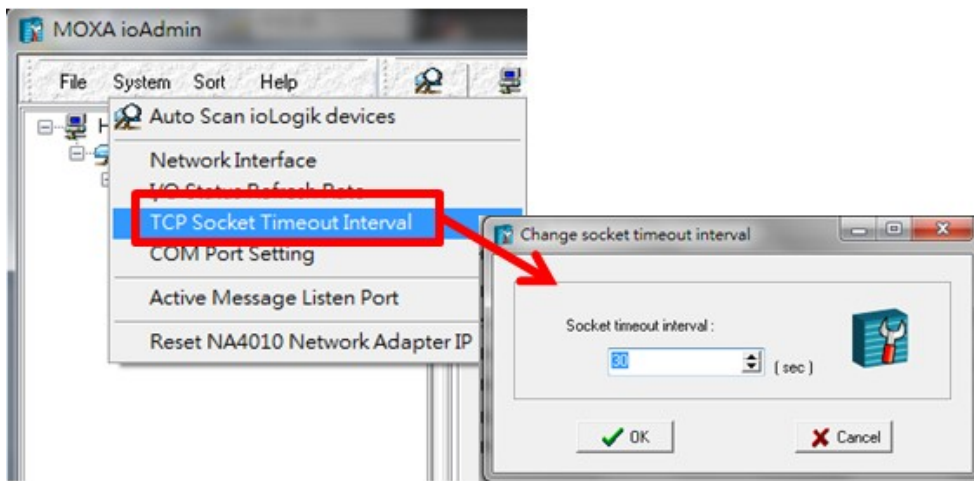 MOXA ioAdmin
File System Sort Help
H
Auto Scan ioLogik devices
Network Interface
I/O Status Refresh Rate
TCP Socket Timeout Interval
COM Port Setting
Active Message Listen Port
Reset NA4010 Network Adapter IP
Change socket timeout interval
Socket timeout interval :
30
( sec )
OK
Cancel